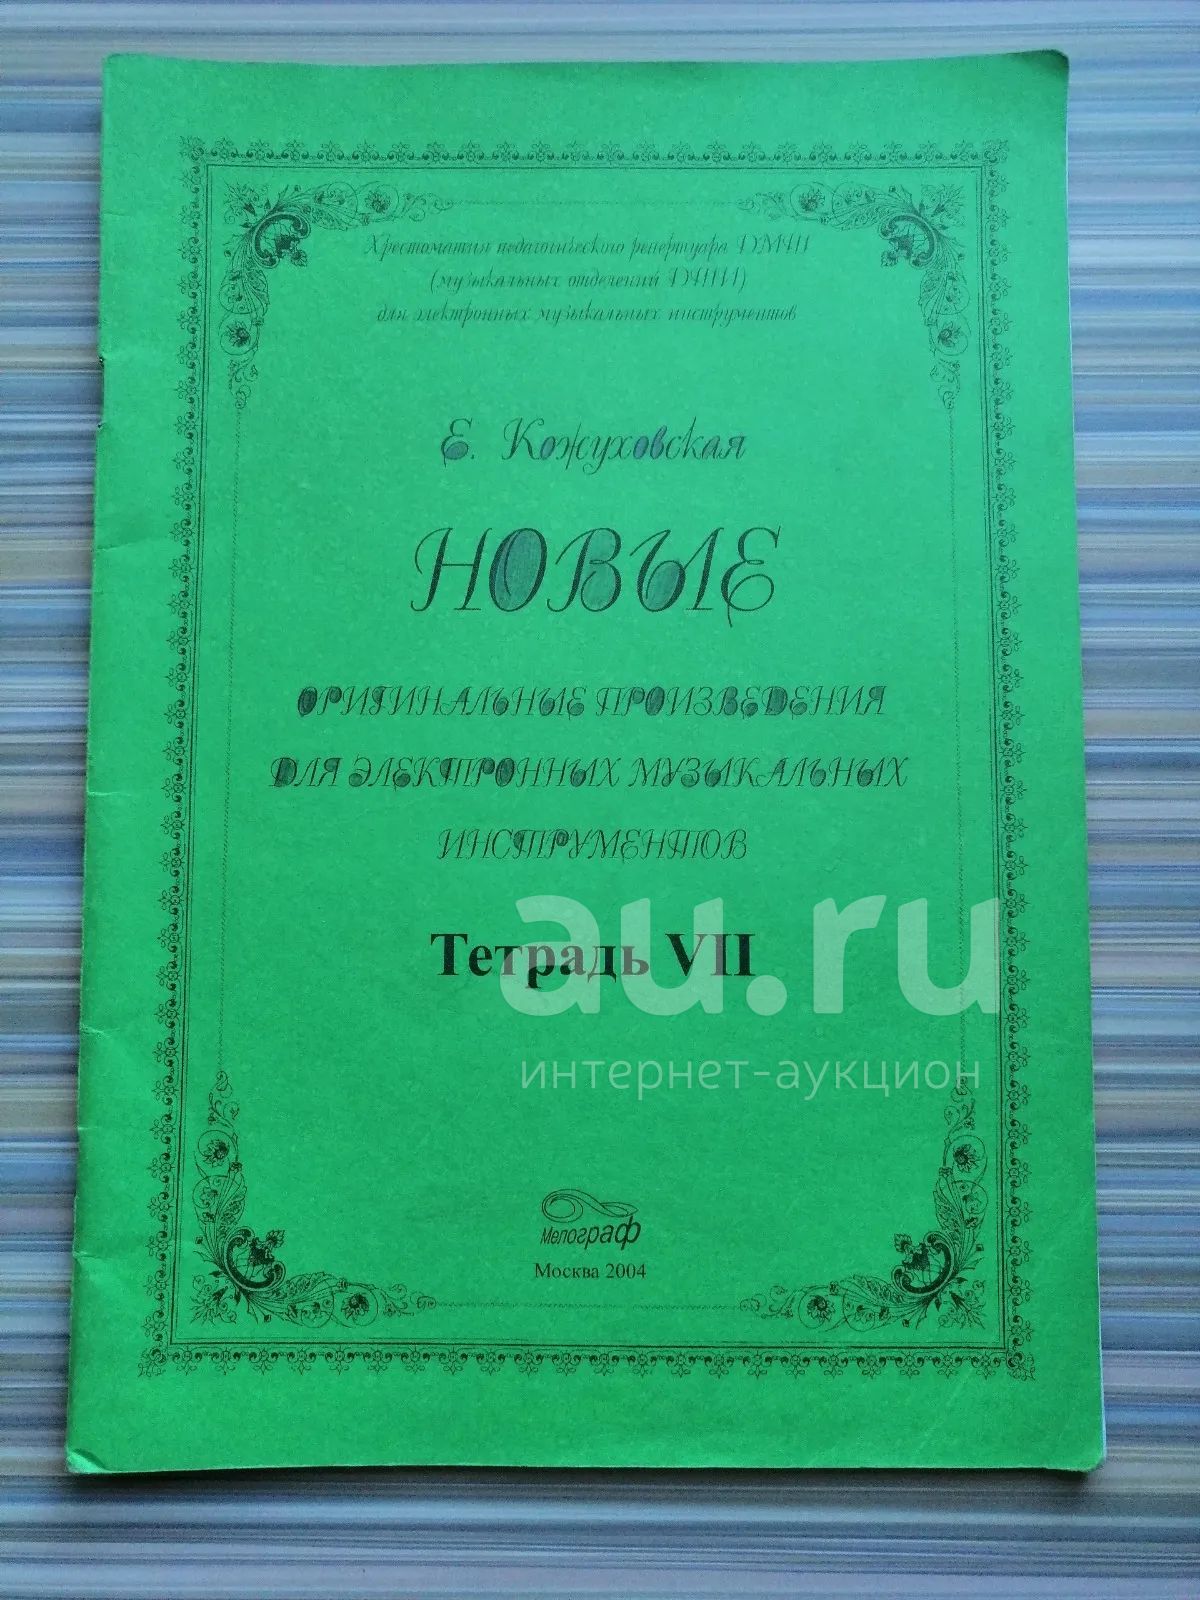 Хрестоматия педагогического репертуара ДМШ
(музыкальных отделений ДШИ)
для электронных музыкальных инструментов
Е. Кожуховская
НОВЫЕ
ОРИГИНАЛЬНЫЕ ПРОИЗВЕДЕНИЯ
ДЛЯ ЭЛЕКТРОННЫХ МУЗЫКАЛЬНЫХ
ИНСТРУМЕНТОВ
Тетрадь VII
au.ru
интернет-аукцион
Мелограф
Москва 2004